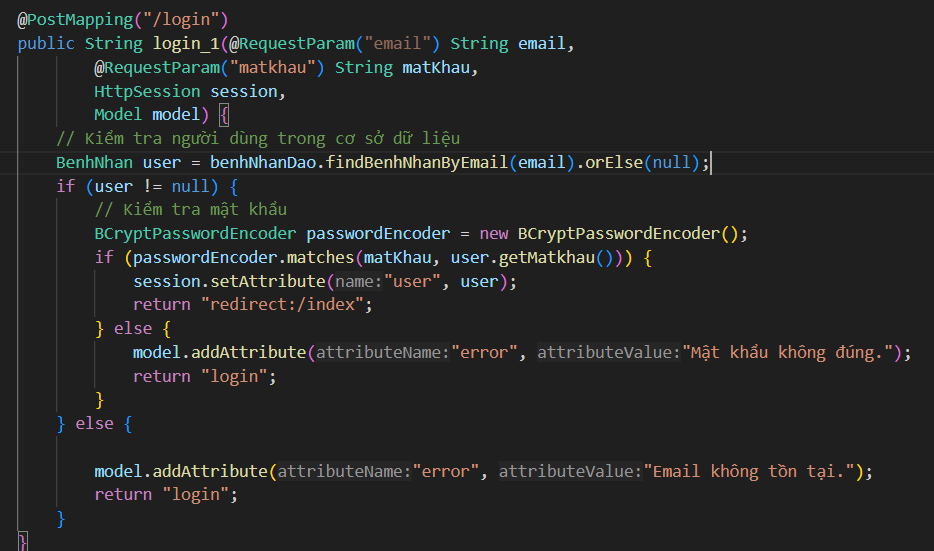 @PostMapping("/login")
public String login_1(@RequestParam("email") String email,
        @RequestParam("matkhau") String matKhau,
        HttpSession session,
        Model model) {
    // Kiểm tra người dùng trong cơ sở dữ liệu
    BenhNhan user = benhNhanDao.findBenhNhanByEmail(email).orElse(null);
    if (user != null) {
        // Kiểm tra mật khẩu
        BCryptPasswordEncoder passwordEncoder = new BCryptPasswordEncoder();
        if (passwordEncoder.matches(matKhau, user.getMatkhau())) {
            session.setAttribute(name:"user", user);
            return "redirect:/index";
        } else {
            model.addAttribute(attributeName:"error", attributeValue:"Mật khẩu không đúng.");
            return "login";
        }
    } else {
        model.addAttribute(attributeName:"error", attributeValue:"Email không tồn tại.");
        return "login";
    }
}